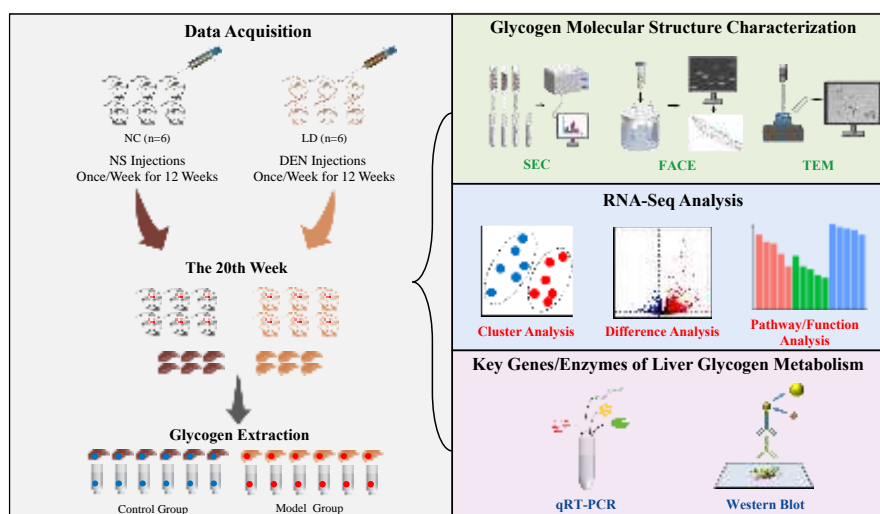 Data Acquisition
NC (n=6)
LD (n=6)
NS Injections
Once/Week for 12 Weeks
DEN Injections
Once/Week for 12 Weeks
The 20th Week
Glycogen Extraction
Control Group
Model Group
Glycogen Molecular Structure Characterization
SEC
FACE
TEM
RNA-Seq Analysis
Cluster Analysis
Difference Analysis
Pathway/Function
Analysis
Key Genes/Enzymes of Liver Glycogen Metabolism
qRT-PCR
Western Blot